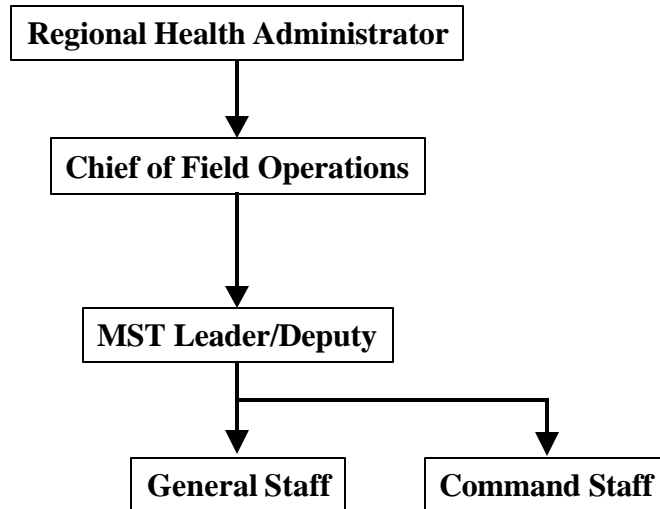 Regional Health Administrator
Chief of Field Operations
MST Leader/Deputy
General Staff
Command Staff